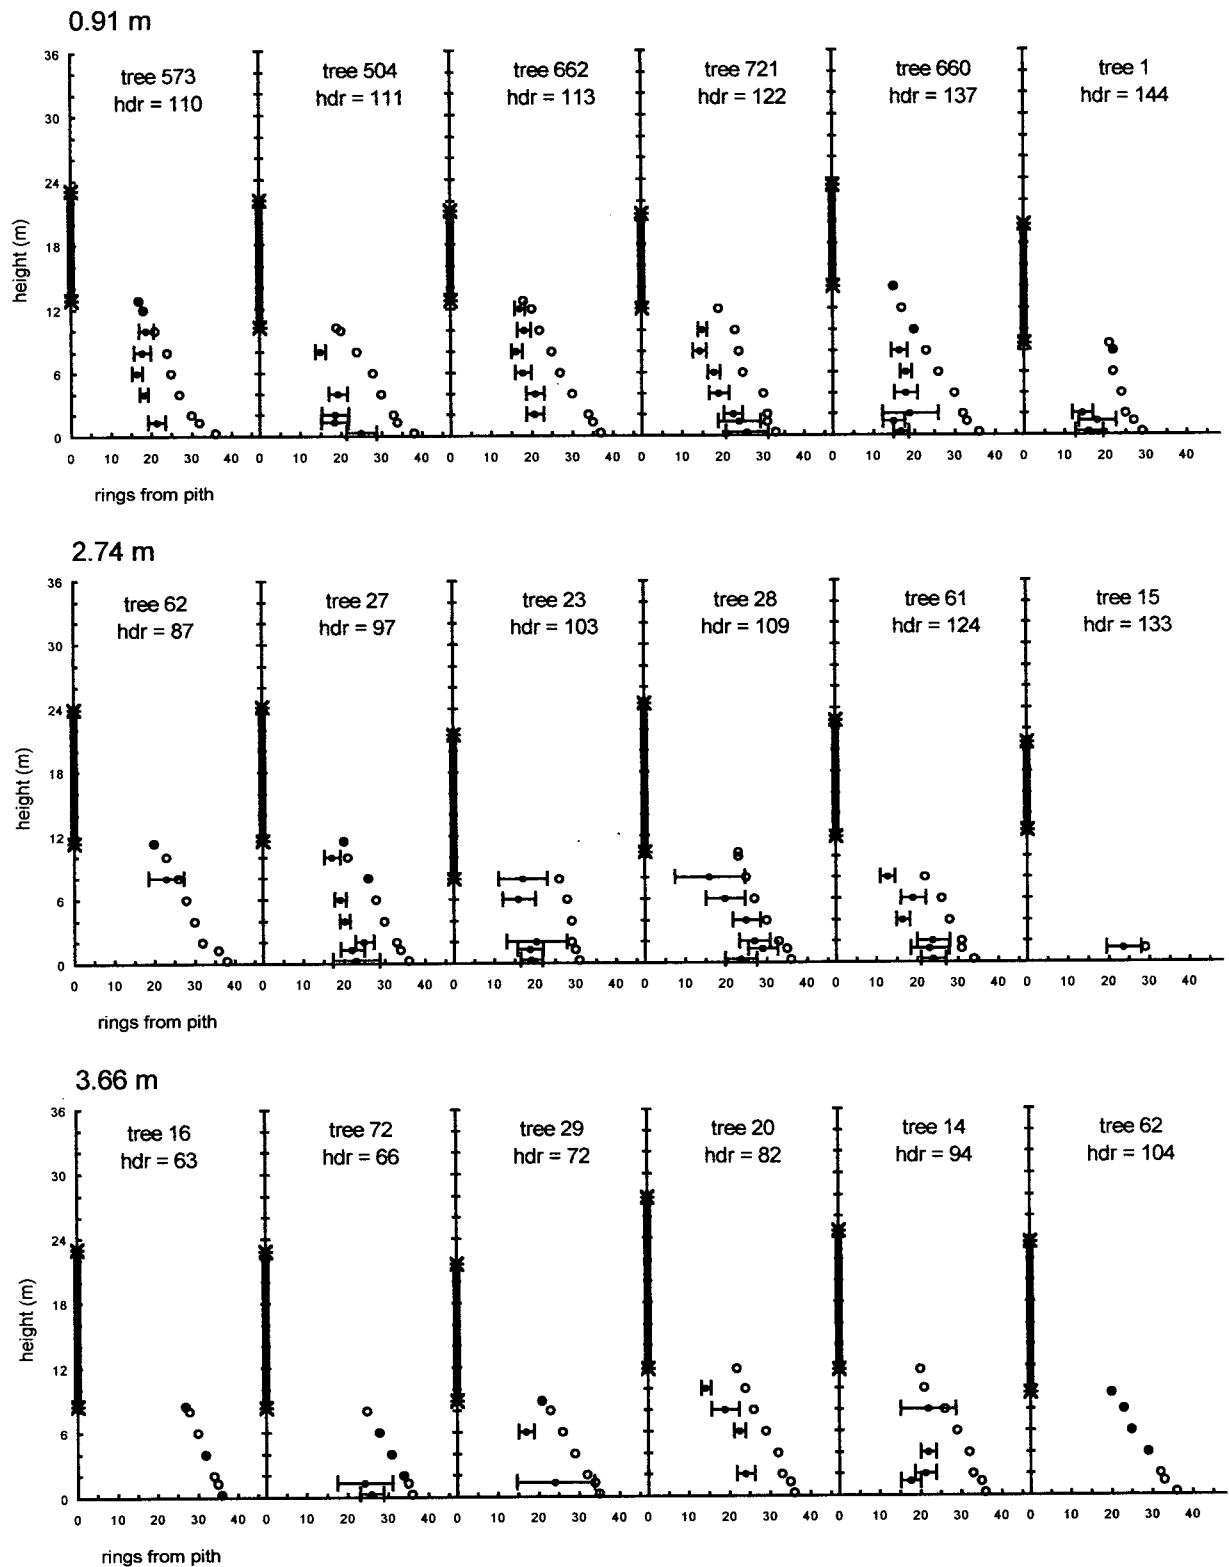 0.91 m
36
tree 573
hdr = 110
tree 504
hdr = 111
tree 662
hdr = 113
tree 721
hdr = 122
tree 660
hdr = 137
tree 1
hdr = 144
30
24
18
12
6
0
height (m)
0 10 20 30 40 0 10 20 30 40 0 10 20 30 40 0 10 20 30 40 0 10 20 30 40 0 10 20 30 40
rings from pith
2.74 m
36
tree 62
hdr = 87
tree 27
hdr = 97
tree 23
hdr = 103
tree 28
hdr = 109
tree 61
hdr = 124
tree 15
hdr = 133
30
24
18
12
6
0
height (m)
0 10 20 30 40 0 10 20 30 40 0 10 20 30 40 0 10 20 30 40 0 10 20 30 40 0 10 20 30 40
rings from pith
3.66 m
36
tree 16
hdr = 63
tree 72
hdr = 66
tree 29
hdr = 72
tree 20
hdr = 82
tree 14
hdr = 94
tree 62
hdr = 104
30
24
18
12
6
0
height (m)
0 10 20 30 40 0 10 20 30 40 0 10 20 30 40 0 10 20 30 40 0 10 20 30 40 0 10 20 30 40
rings from pith